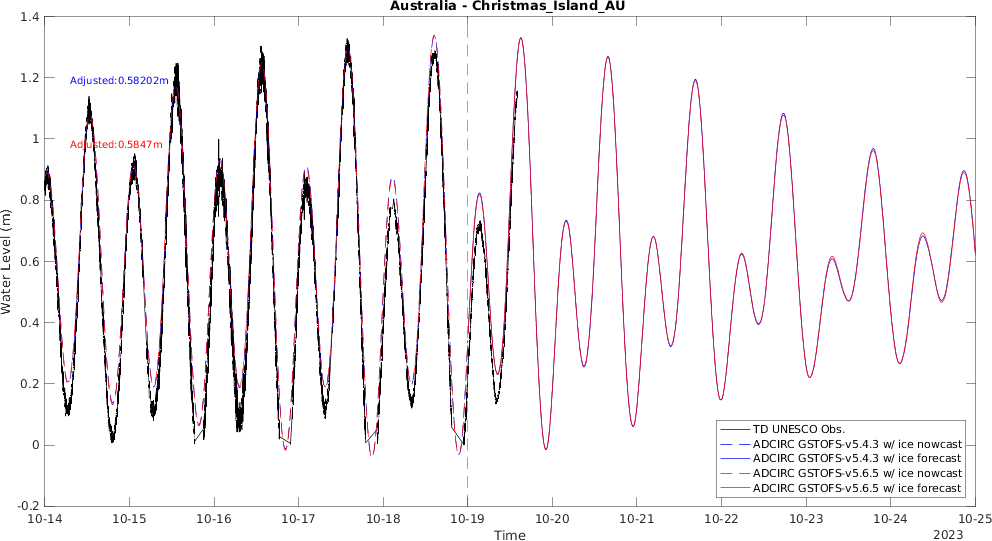 Australia - Christmas_Island_AU
1.4
1.2
1
0.8
0.6
0.4
0.2
0
-0.2
Water Level (m)
Adjusted:0.58202m
Adjusted:0.5847m
TD UNESCO Obs.
ADCIRC GSTOFS-v5.4.3 w/ ice nowcast
ADCIRC GSTOFS-v5.4.3 w/ ice forecast
ADCIRC GSTOFS-v5.6.5 w/ ice nowcast
ADCIRC GSTOFS-v5.6.5 w/ ice forecast
10-14 10-15 10-16 10-17 10-18 10-19 10-20 10-21 10-22 10-23 10-24 10-25
Time
2023